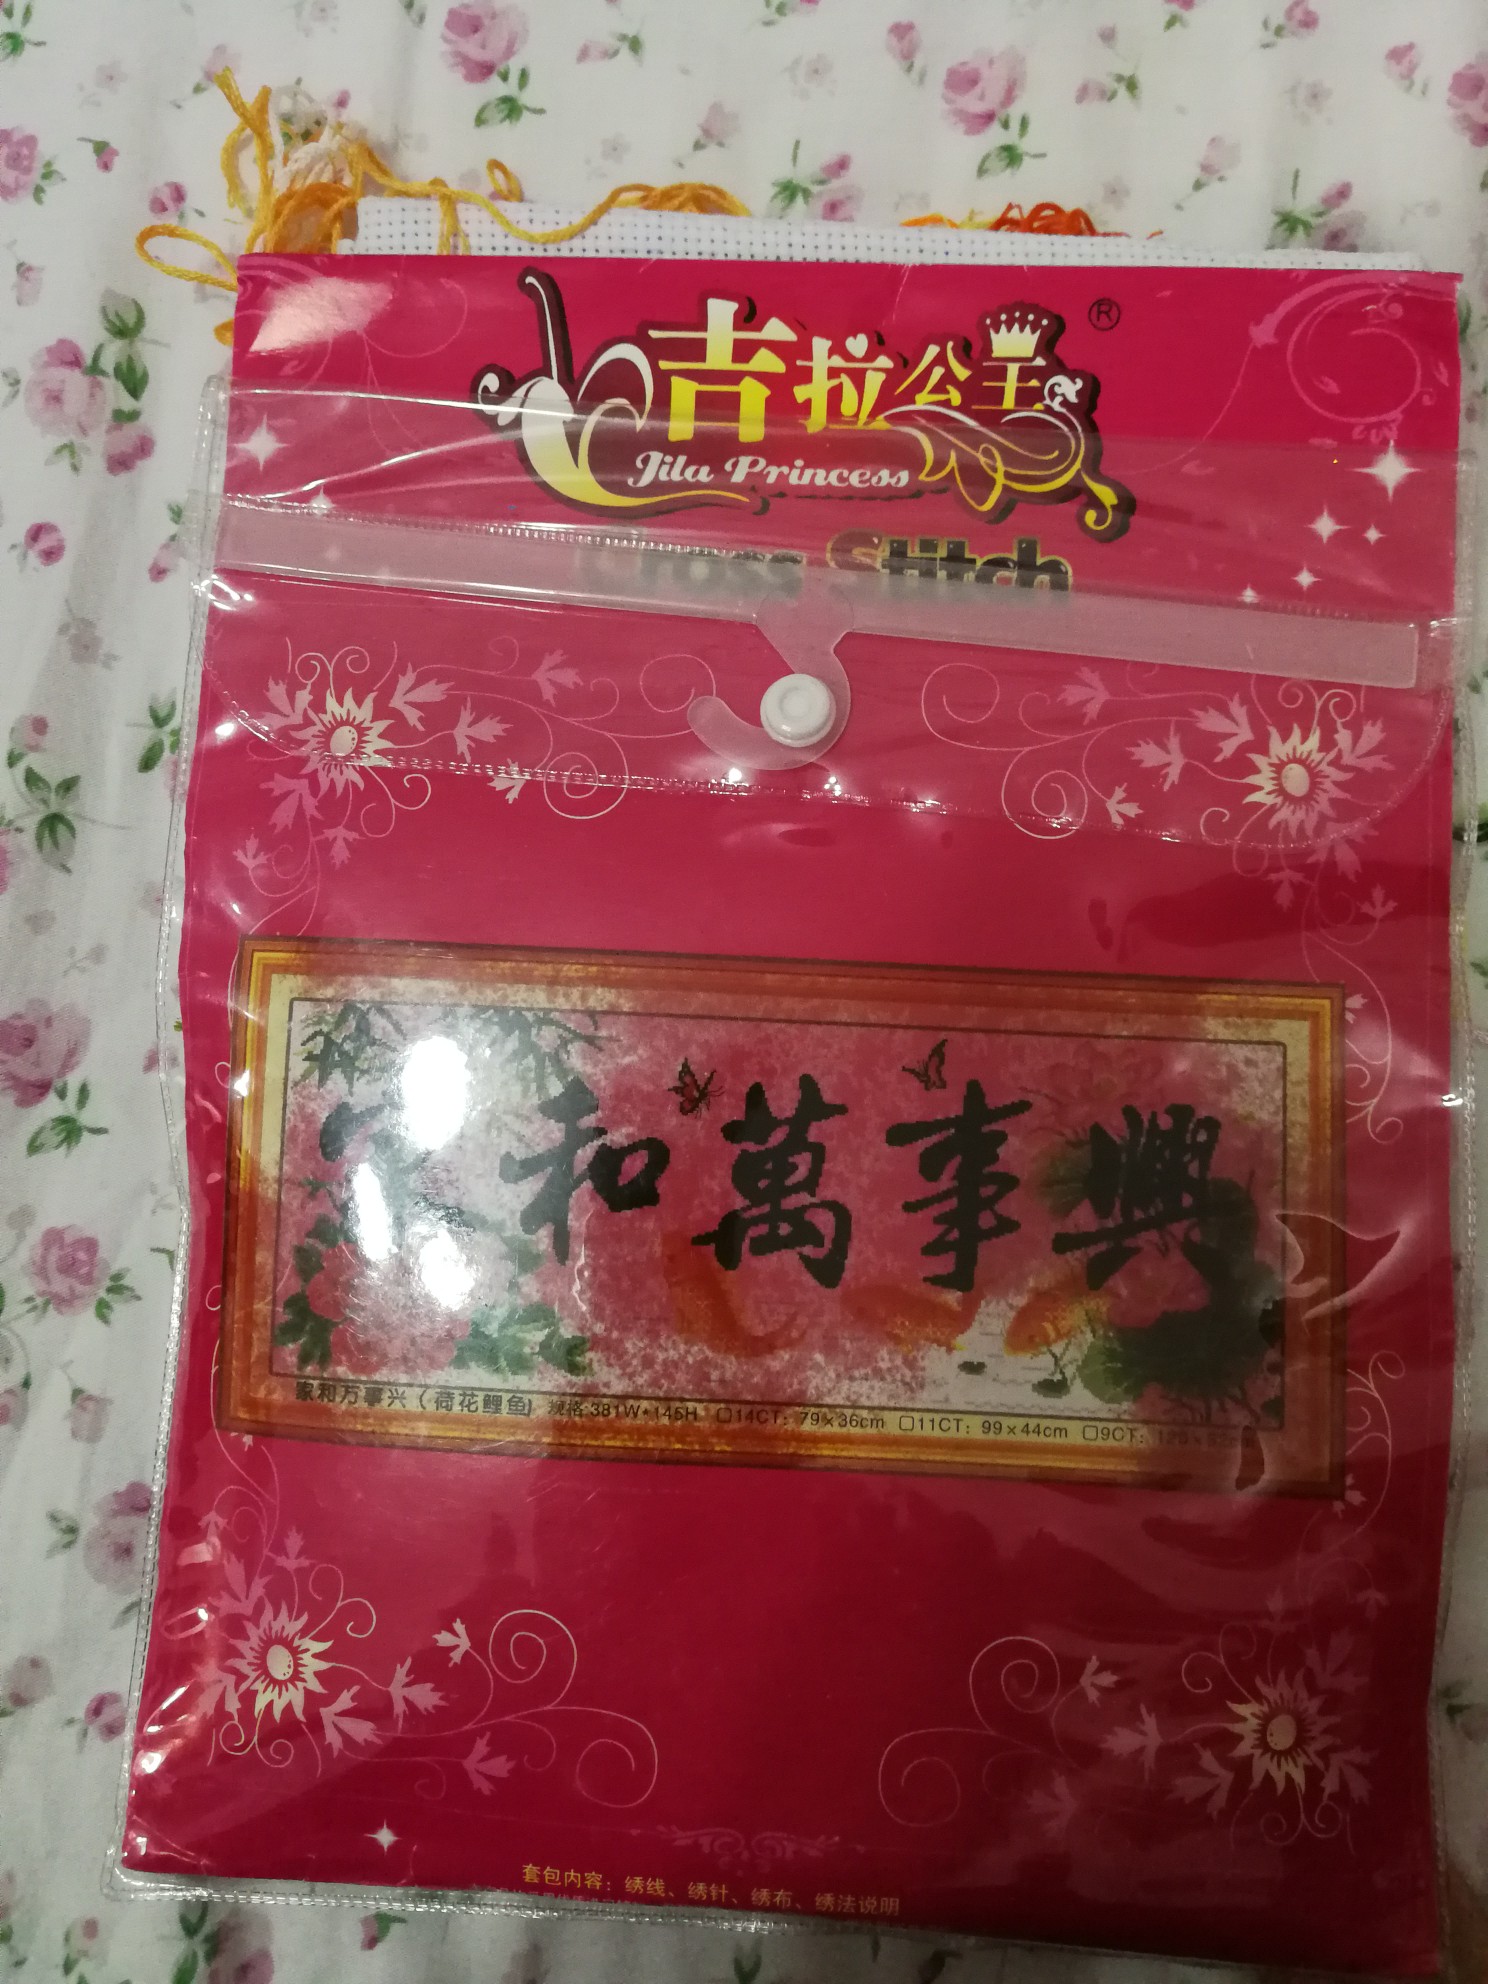 吉拉公主
®
Jila Princess
Cross Stitch
家和萬事興
家和万事兴（荷花鲤鱼） 规格:381W*145H □14CT：79×36cm □11CT：99×44cm □9CT：
套包内容：绣线、绣针、绣布、绣法说明